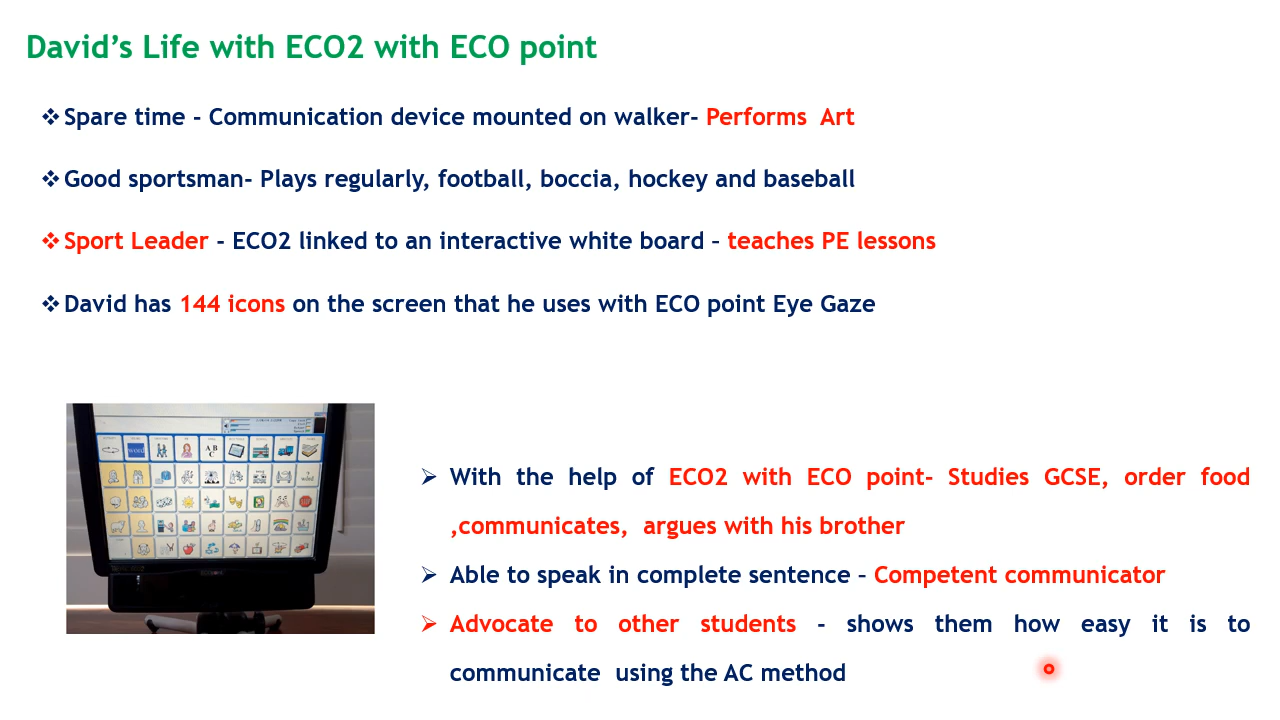 David’s Life with ECO2 with ECO point
❖Spare time - Communication device mounted on walker- Performs Art
❖Good sportsman- Plays regularly, football, boccia, hockey and baseball
❖Sport Leader - ECO2 linked to an interactive white board – teaches PE lessons
❖David has 144 icons on the screen that he uses with ECO point Eye Gaze
WORD
A B
C
➢ With the help of ECO2 with ECO point- Studies GCSE, order food
,communicates, argues with his brother
➢ Able to speak in complete sentence – Competent communicator
➢ Advocate to other students - shows them how easy it is to
communicate using the AC method